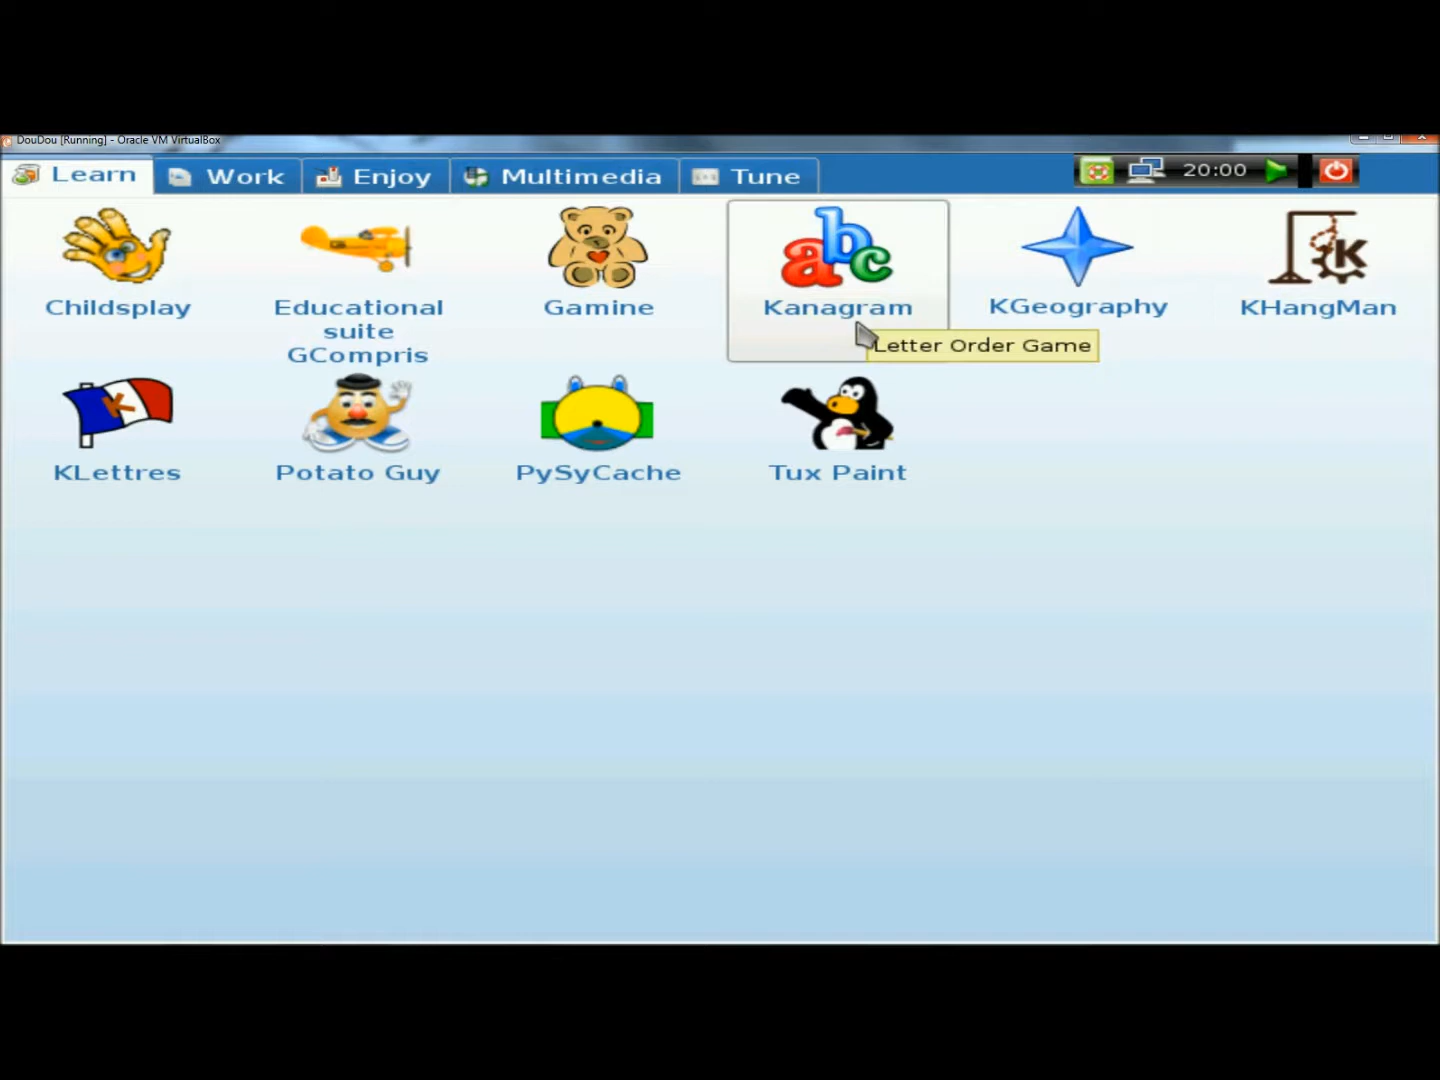 DouDou [Running] - Oracle VM VirtualBox
Learn Work Enjoy Multimedia Tune 20:00
Childsplay
Educational
suite
GCompris
Gamine
Kanagram
KGeography
KHangMan
Letter Order Game
KLettres
Potato Guy
PySyCache
Tux Paint